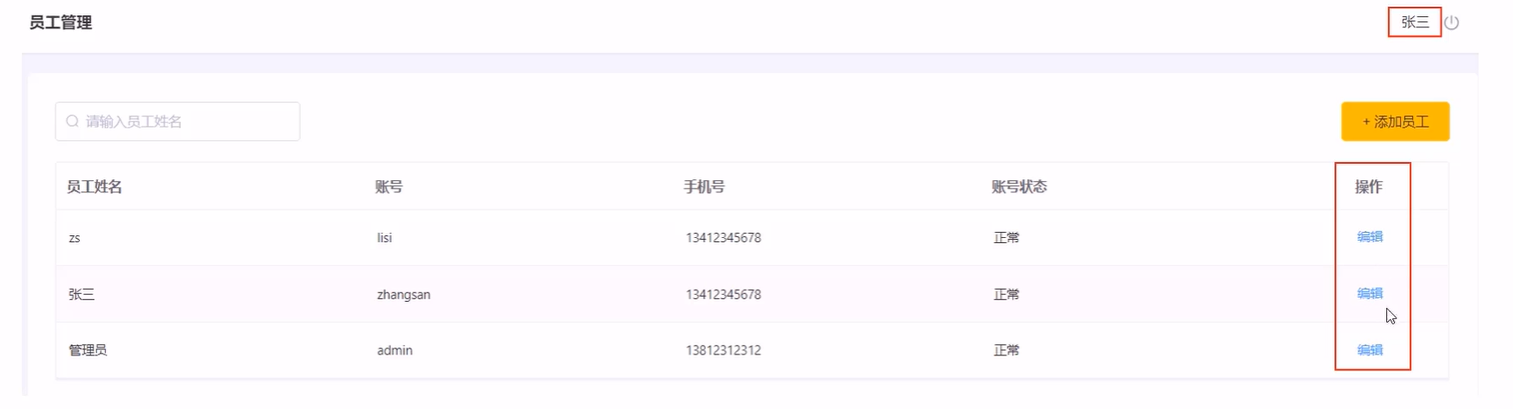 员工管理 张三
请输入员工姓名 + 添加员工
员工姓名 账号 手机号 账号状态 操作
zs lisi 13412345678 正常 编辑
张三 zhangsan 13412345678 正常 编辑
管理员 admin 13812312312 正常 编辑